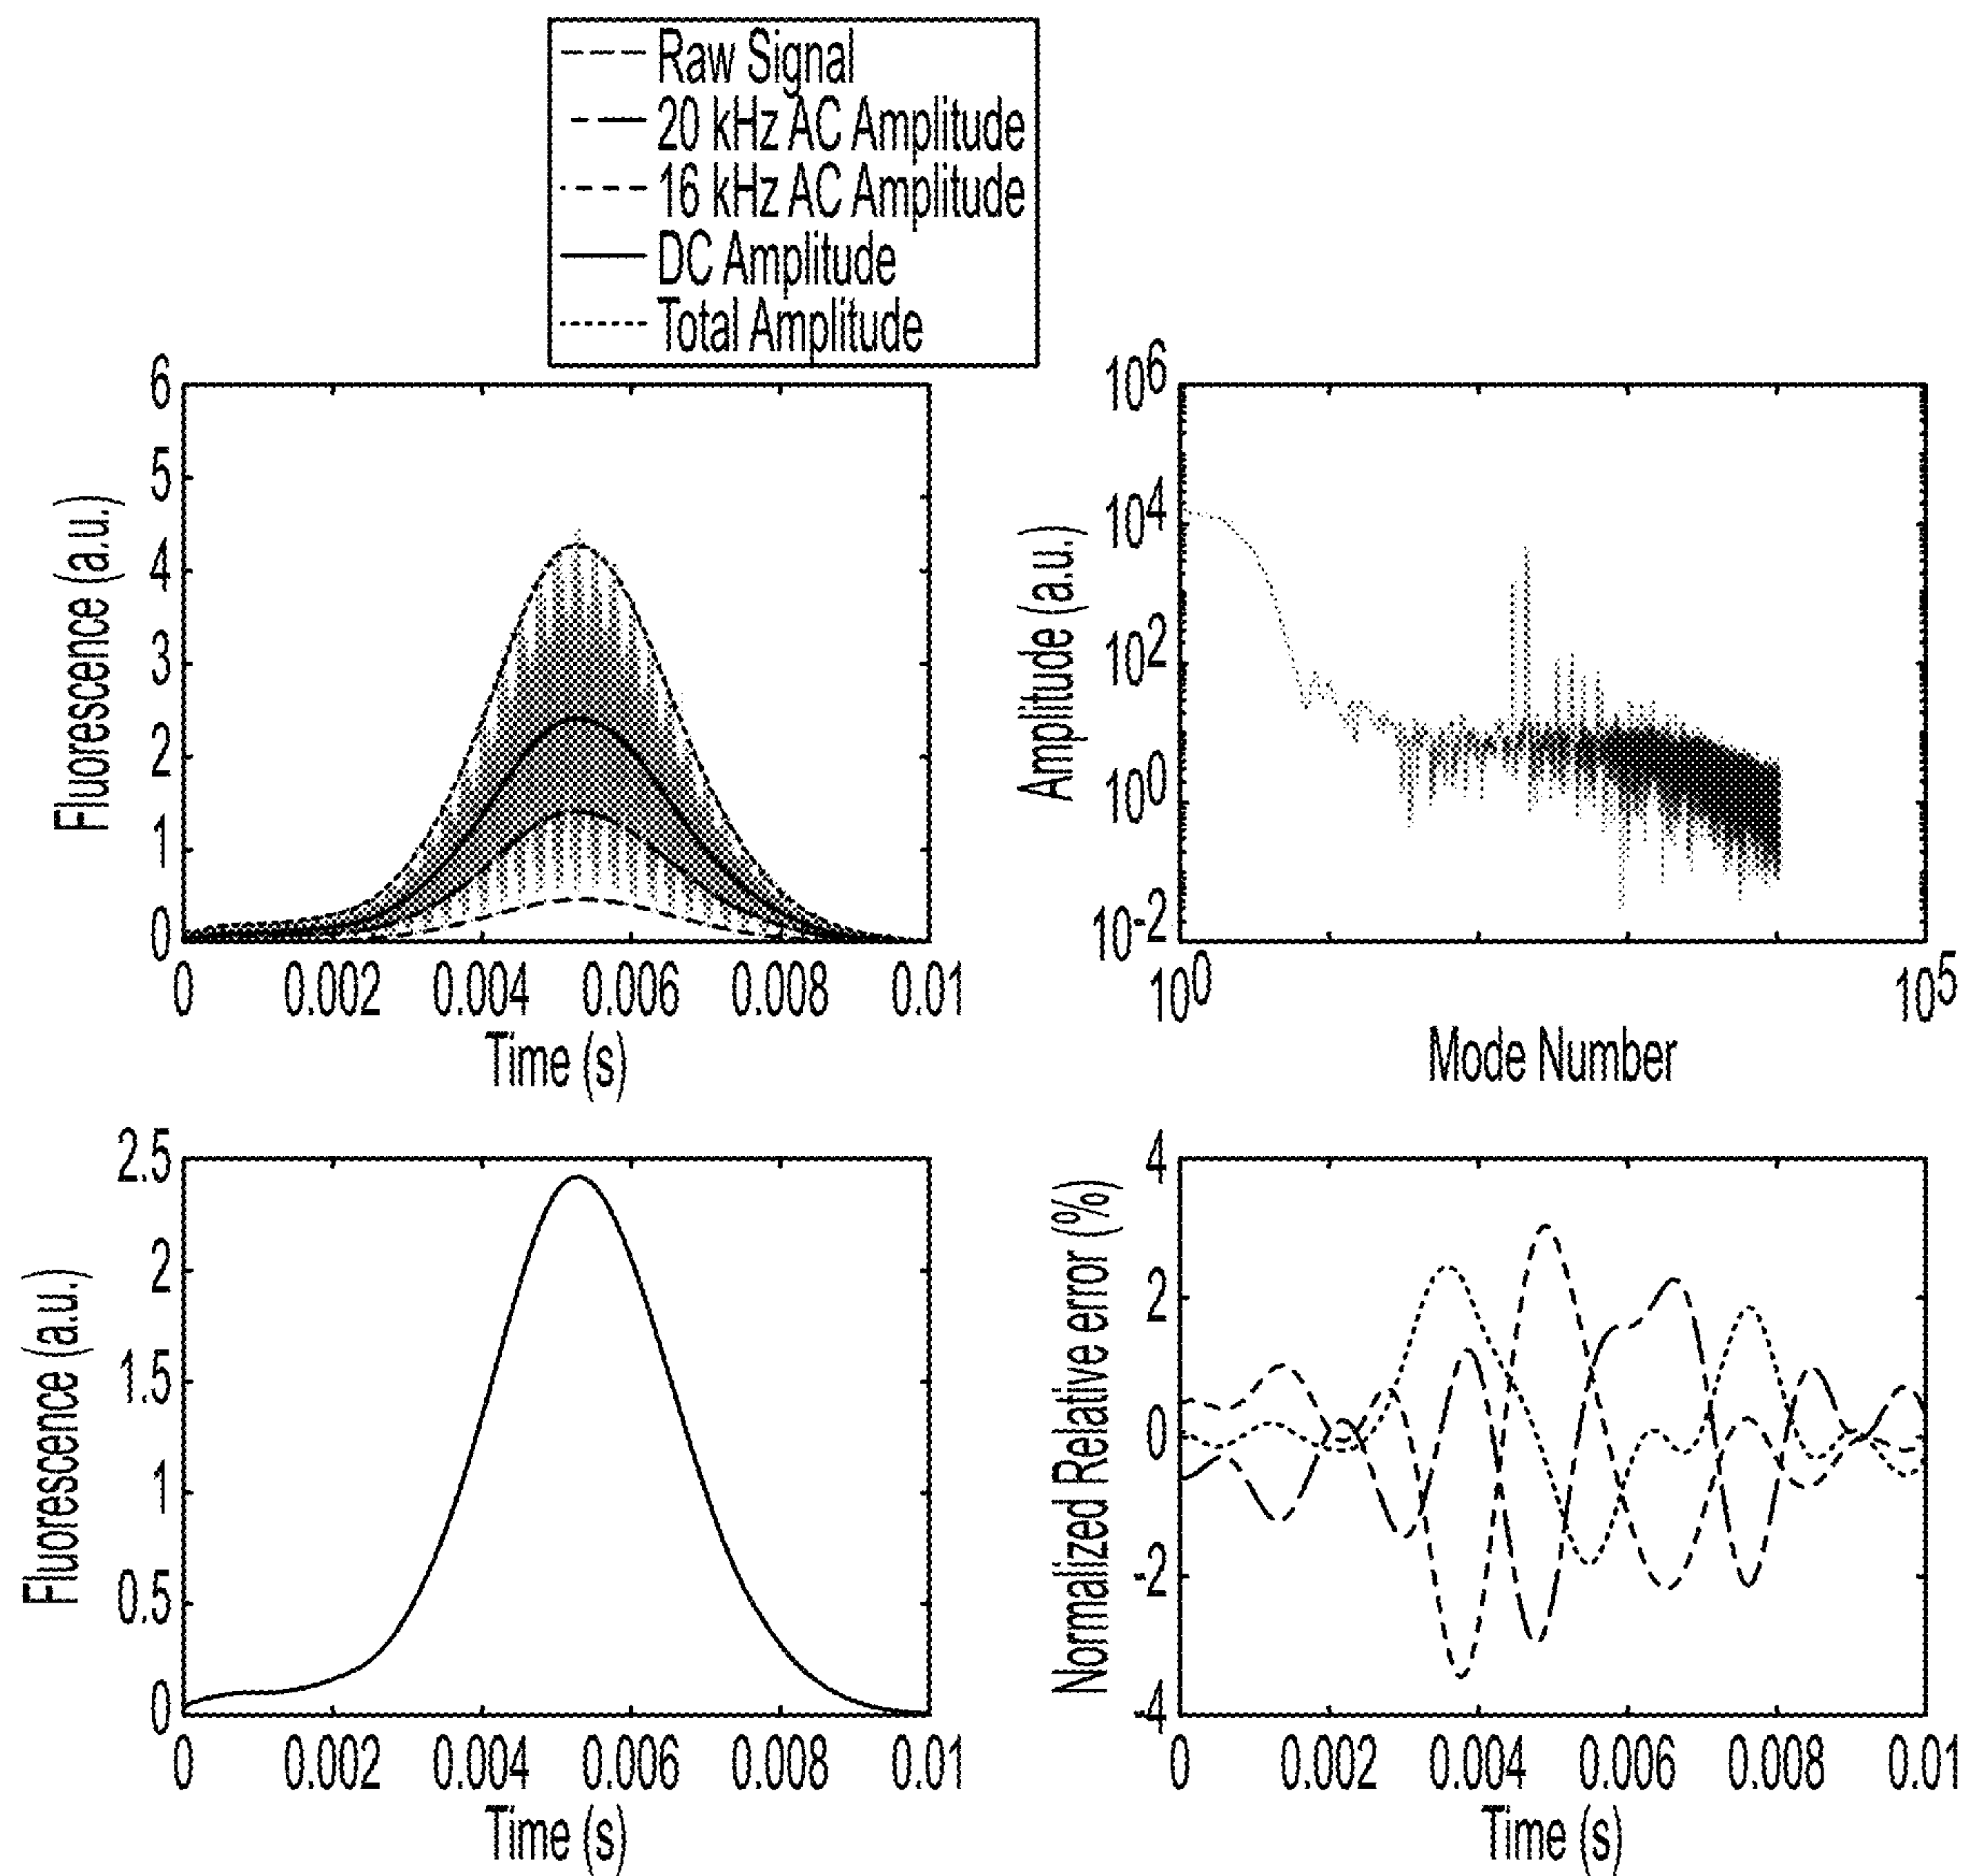 Raw Signal
20 kHz AC Amplitude
16 kHz AC Amplitude
DC Amplitude
Total Amplitude
6
5
4
3
2
1
0
Fluorescence (a.u.)
0 0.002 0.004 0.006 0.008 0.01
Time (s)
10^6
10^4
10^2
10^0
10^-2
Amplitude (a.u.)
10^0 10^5
Mode Number
2.5
2
1.5
1
0.5
0
Fluorescence (a.u.)
0 0.002 0.004 0.006 0.008 0.01
Time (s)
4
2
0
-2
-4
Normalized Relative error (%)
0 0.002 0.004 0.006 0.008 0.01
Time (s)